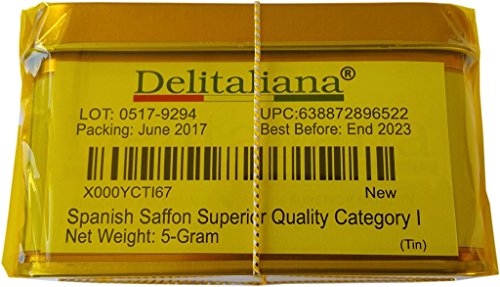 Delitaliana®
LOT: 0517-9294 UPC:638872896522
Packing: June 2017 Best Before: End 2023
X000YCTI67 New
Spanish Saffon Superior Quality Category I
Net Weight: 5-Gram
(Tin)